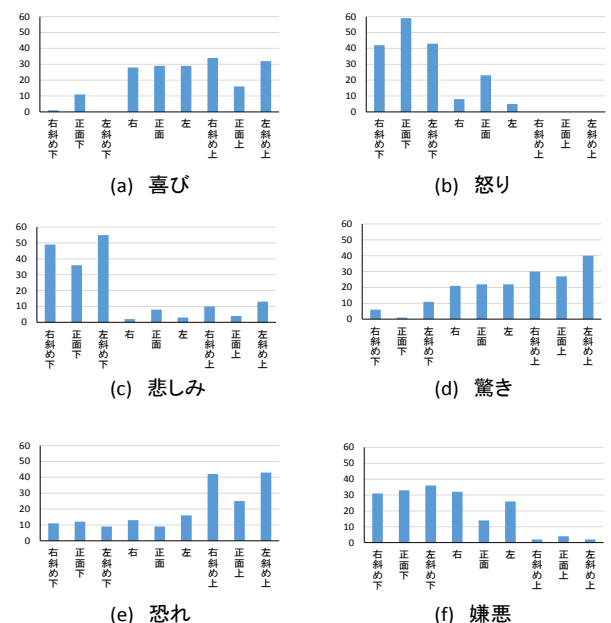 60
50
40
30
20
10
0
右斜め下
正面下
左斜め下
右
正面
左
右斜め上
正面上
左斜め上
(a) 喜び
60
50
40
30
20
10
0
右斜め下
正面下
左斜め下
右
正面
左
右斜め上
正面上
左斜め上
(b) 怒り
60
50
40
30
20
10
0
右斜め下
正面下
左斜め下
右
正面
左
右斜め上
正面上
左斜め上
(c) 悲しみ
60
50
40
30
20
10
0
右斜め下
正面下
左斜め下
右
正面
左
右斜め上
正面上
左斜め上
(d) 驚き
60
50
40
30
20
10
0
右斜め下
正面下
左斜め下
右
正面
左
右斜め上
正面上
左斜め上
(e) 恐れ
60
50
40
30
20
10
0
右斜め下
正面下
左斜め下
右
正面
左
右斜め上
正面上
左斜め上
(f) 嫌悪